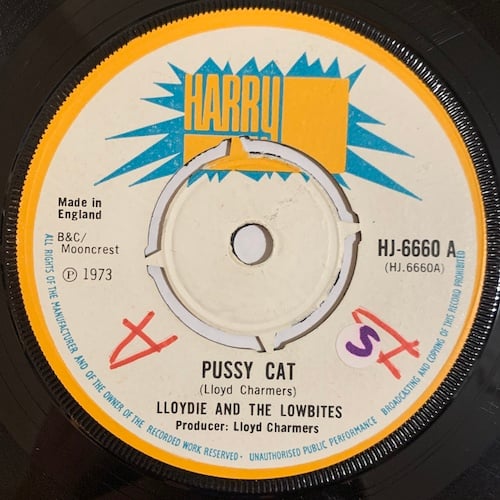 HARRY
Made in
England
B&C/
Mooncrest
Ⓟ 1973
HJ-6660 A
(HJ.6660A)
A
A
S
PUSSY CAT
(Lloyd Charmers)
LLOYDIE AND THE LOWBITES
Producer: Lloyd Charmers
ALL RIGHTS OF THE MANUFACTURER AND OF THE OWNER OF THE RECORDED WORK RESERVED · UNAUTHORISED PUBLIC PERFORMANCE BROADCASTING AND COPYING OF THIS RECORD PROHIBITED